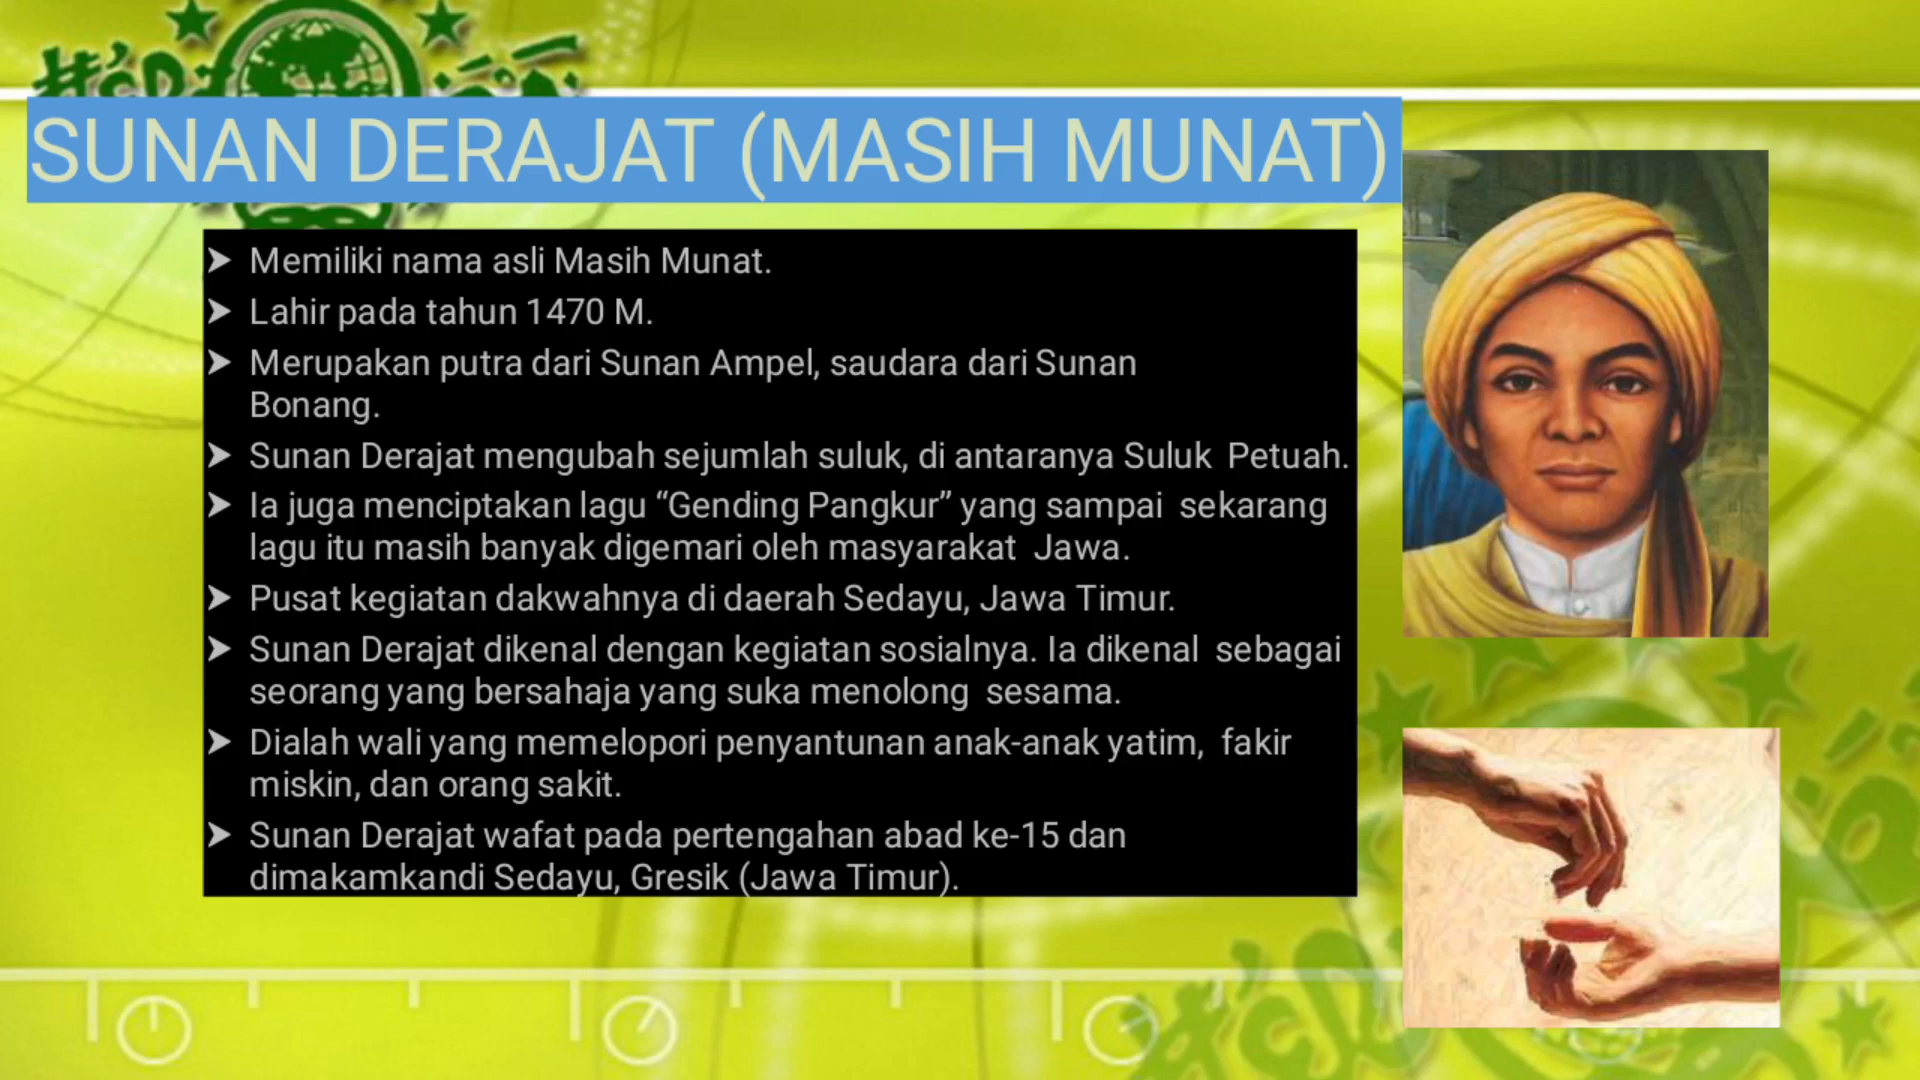 SUNAN DERAJAT (MASIH MUNAT)
➤ Memiliki nama asli Masih Munat.
➤ Lahir pada tahun 1470 M.
➤ Merupakan putra dari Sunan Ampel, saudara dari Sunan
Bonang.
➤ Sunan Derajat mengubah sejumlah suluk, di antaranya Suluk Petuah.
➤ Ia juga menciptakan lagu “Gending Pangkur” yang sampai sekarang
lagu itu masih banyak digemari oleh masyarakat Jawa.
➤ Pusat kegiatan dakwahnya di daerah Sedayu, Jawa Timur.
➤ Sunan Derajat dikenal dengan kegiatan sosialnya. Ia dikenal sebagai
seorang yang bersahaja yang suka menolong sesama.
➤ Dialah wali yang memelopori penyantunan anak-anak yatim, fakir
miskin, dan orang sakit.
➤ Sunan Derajat wafat pada pertengahan abad ke-15 dan
dimakamkandi Sedayu, Gresik (Jawa Timur).